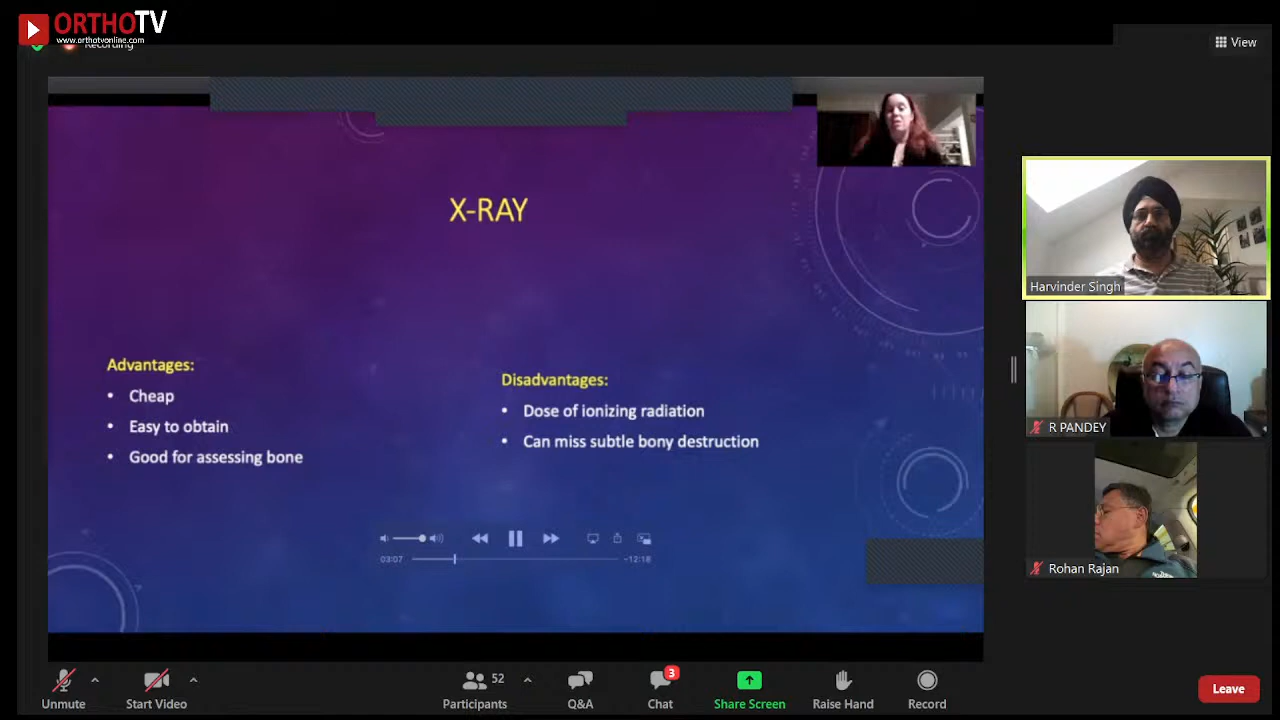 ORTHOTV
www.orthotvonline.com
Recording
View
X-RAY
Advantages:
• Cheap
• Easy to obtain
• Good for assessing bone
Disadvantages:
• Dose of ionizing radiation
• Can miss subtle bony destruction
03:07
-12:18
Harvinder Singh
R PANDEY
Rohan Rajan
Unmute
Start Video
52
Participants
Q&A
3
Chat
Share Screen
Raise Hand
Record
Leave